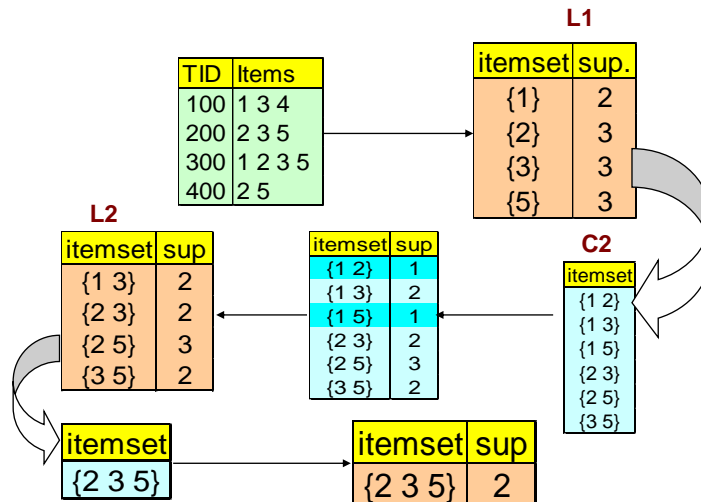 L1
TID Items
100 1 3 4
200 2 3 5
300 1 2 3 5
400 2 5
itemset sup.
{1} 2
{2} 3
{3} 3
{5} 3
L2
itemset sup
{1 3} 2
{2 3} 2
{2 5} 3
{3 5} 2
itemset sup
{1 2} 1
{1 3} 2
{1 5} 1
{2 3} 2
{2 5} 3
{3 5} 2
C2
itemset
{1 2}
{1 3}
{1 5}
{2 3}
{2 5}
{3 5}
itemset
{2 3 5}
itemset sup
{2 3 5} 2